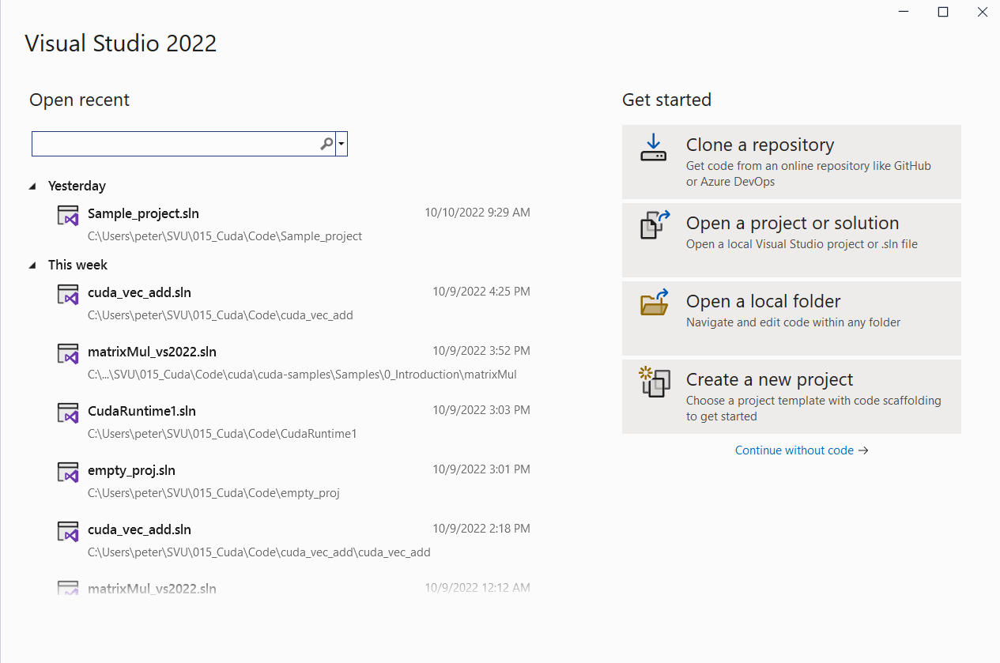 Visual Studio 2022
Open recent
Yesterday
Sample_project.sln 10/10/2022 9:29 AM
C:\Users\peter\SVU\015_Cuda\Code\Sample_project
This week
cuda_vec_add.sln 10/9/2022 4:25 PM
C:\Users\peter\SVU\015_Cuda\Code\cuda_vec_add
matrixMul_vs2022.sln 10/9/2022 3:52 PM
C:\...\SVU\015_Cuda\Code\cuda\cuda-samples\Samples\0_Introduction\matrixMul
CudaRuntime1.sln 10/9/2022 3:03 PM
C:\Users\peter\SVU\015_Cuda\Code\CudaRuntime1
empty_proj.sln 10/9/2022 3:01 PM
C:\Users\peter\SVU\015_Cuda\Code\empty_proj
cuda_vec_add.sln 10/9/2022 2:18 PM
C:\Users\peter\SVU\015_Cuda\Code\cuda_vec_add\cuda_vec_add
matrixMul_vs2022.sln 10/9/2022 12:12 AM
Get started
Clone a repository
Get code from an online repository like GitHub
or Azure DevOps
Open a project or solution
Open a local Visual Studio project or .sln file
Open a local folder
Navigate and edit code within any folder
Create a new project
Choose a project template with code scaffolding
to get started
Continue without code →